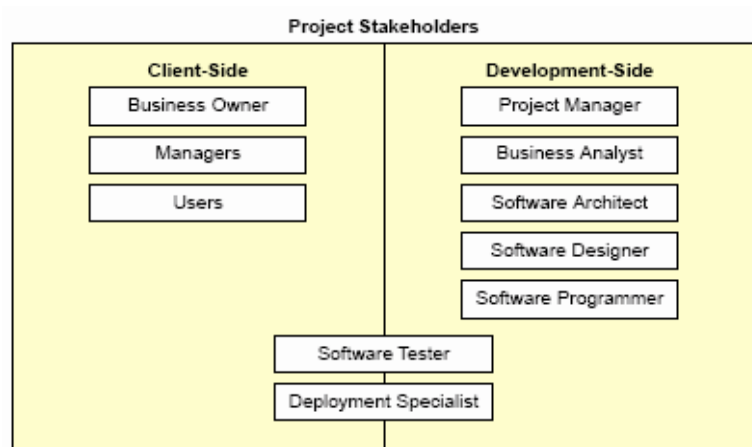 Project Stakeholders
Client-Side
Business Owner
Managers
Users
Development-Side
Project Manager
Business Analyst
Software Architect
Software Designer
Software Programmer
Software Tester
Deployment Specialist